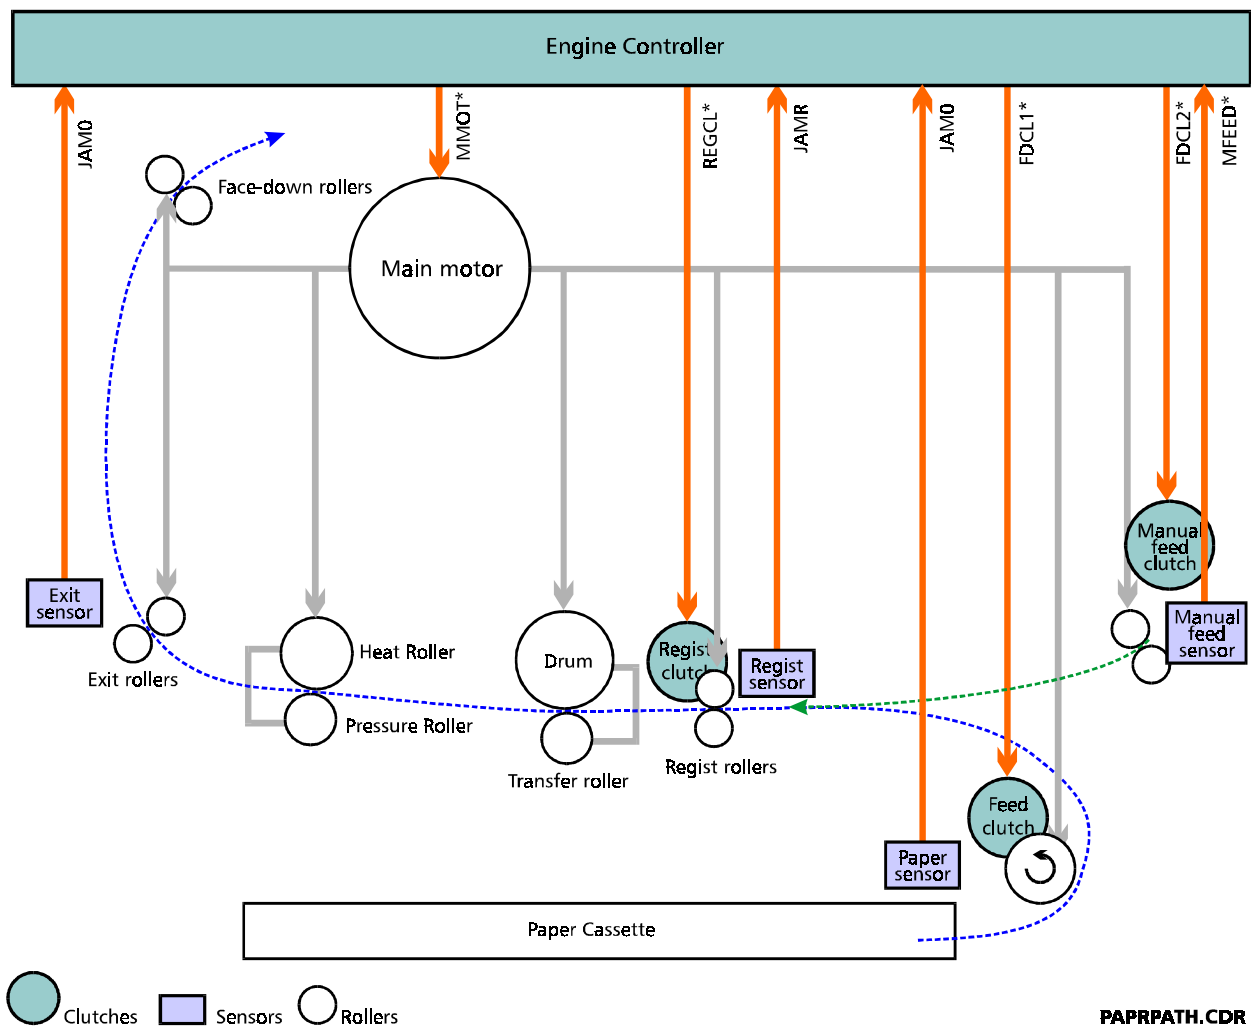 Engine Controller
JAM0
MMOT*
REGCL*
JAMR
JAM0
FDCL1*
FDCL2*
MFEED*
Face-down rollers
Main motor
Manual
feed
clutch
Exit
sensor
Manual
feed
sensor
Exit rollers
Heat Roller
Pressure Roller
Drum
Transfer roller
Regist
clutch
Regist
sensor
Regist rollers
Feed
clutch
Paper
sensor
Paper Cassette
Clutches
Sensors
Rollers
PAPRPATH.CDR